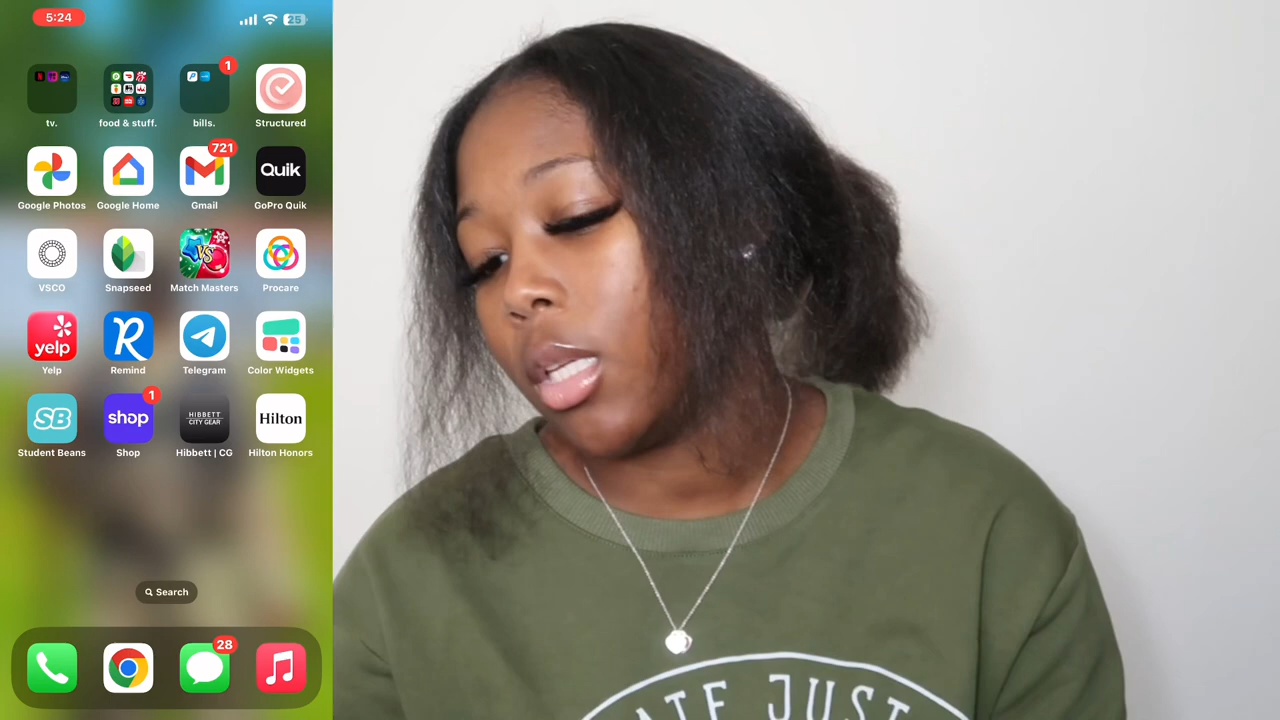 5:24
25
1
tv.
food & stuff.
bills.
Structured
721
Quik
Google Photos
Google Home
Gmail
GoPro Quik
VS
VSCO
Snapseed
Match Masters
Procare
yelp
R
Yelp
Remind
Telegram
Color Widgets
1
SB
shop
HIBBETT
CITY GEAR
Hilton
Student Beans
Shop
Hibbett | CG
Hilton Honors
Search
28
JUST